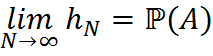 lim h_N = ℙ(A)
N→∞